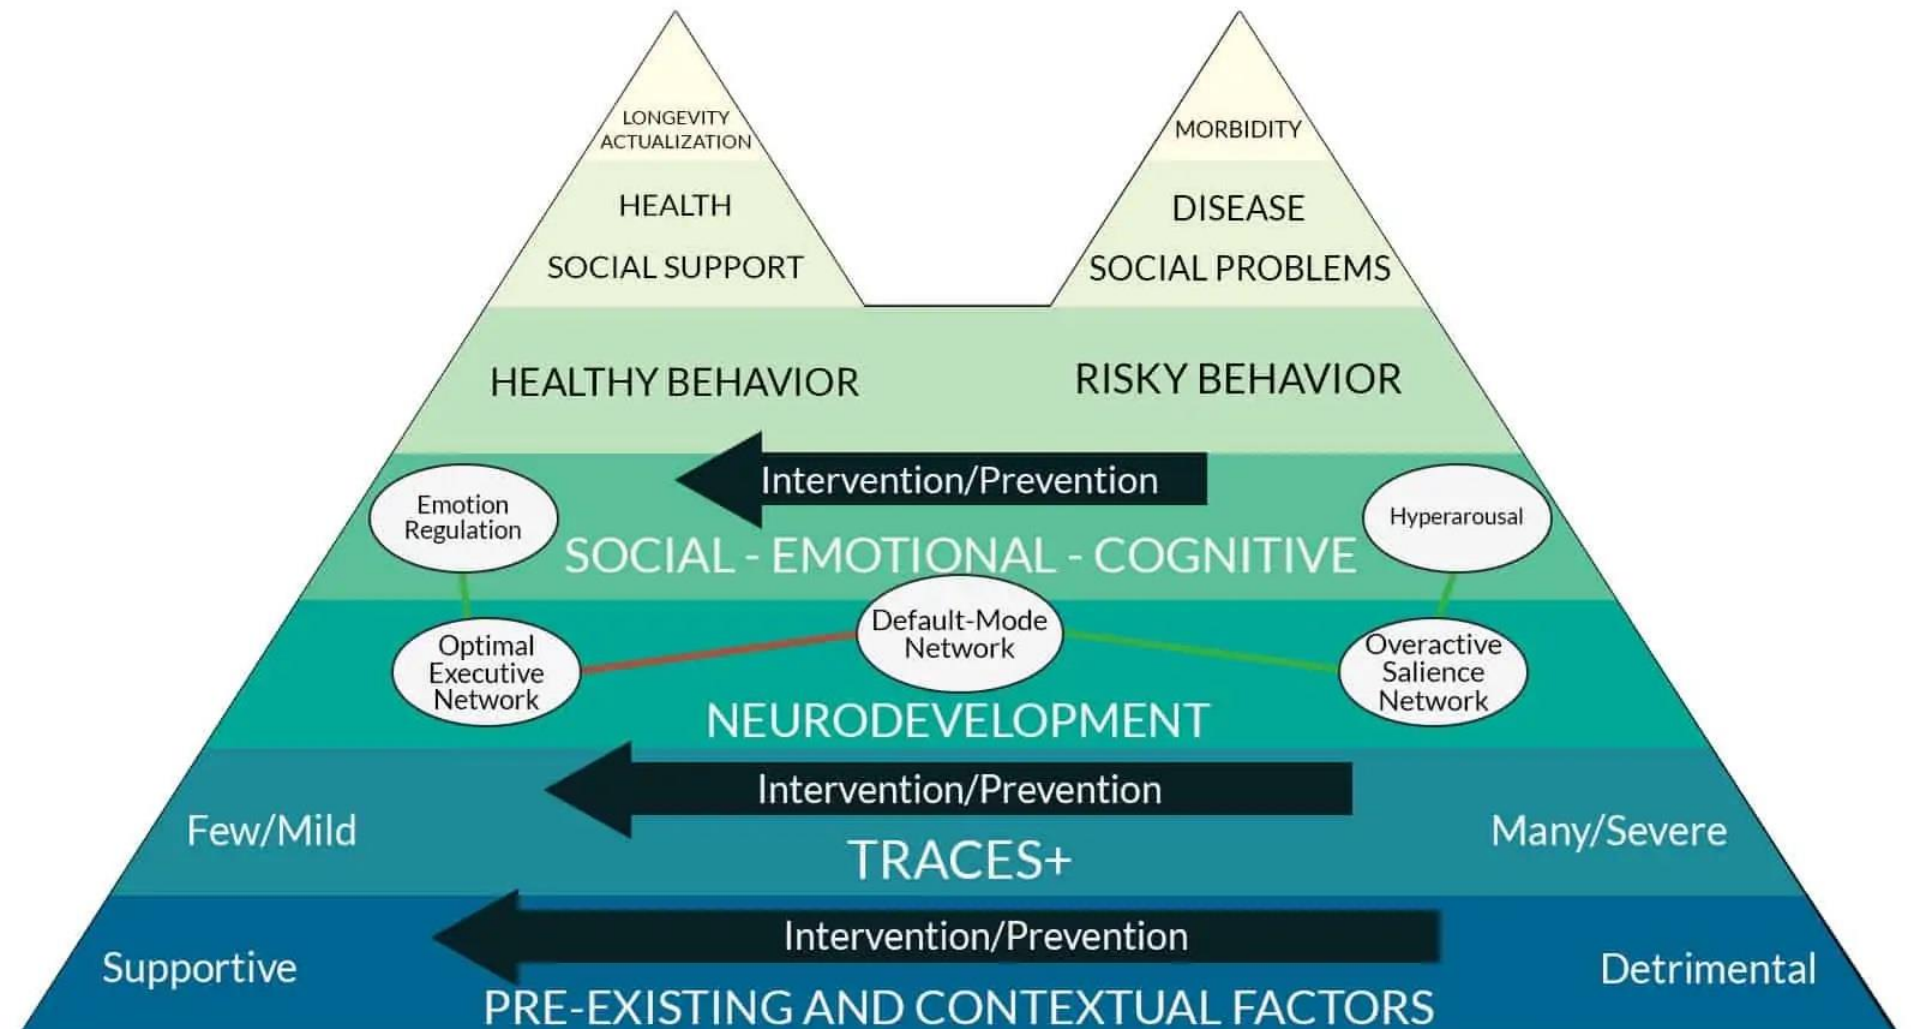 LONGEVITY
ACTUALIZATION
MORBIDITY
HEALTH
DISEASE
SOCIAL SUPPORT
SOCIAL PROBLEMS
HEALTHY BEHAVIOR
RISKY BEHAVIOR
Intervention/Prevention
Emotion
Regulation
Hyperarousal
SOCIAL - EMOTIONAL - COGNITIVE
Optimal
Executive
Network
Default-Mode
Network
Overactive
Salience
Network
NEURODEVELOPMENT
Intervention/Prevention
Few/Mild
Many/Severe
TRACES+
Intervention/Prevention
Supportive
Detrimental
PRE-EXISTING AND CONTEXTUAL FACTORS